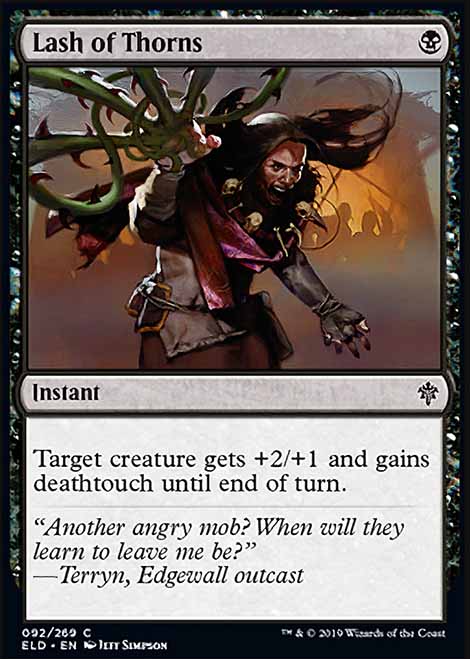 Lash of Thorns
Instant
Target creature gets +2/+1 and gains
deathtouch until end of turn.
“Another angry mob? When will they
learn to leave me be?”
—Terryn, Edgewall outcast
092/269 C
ELD • EN Jeff Simpson
™ & © 2019 Wizards of the Coast